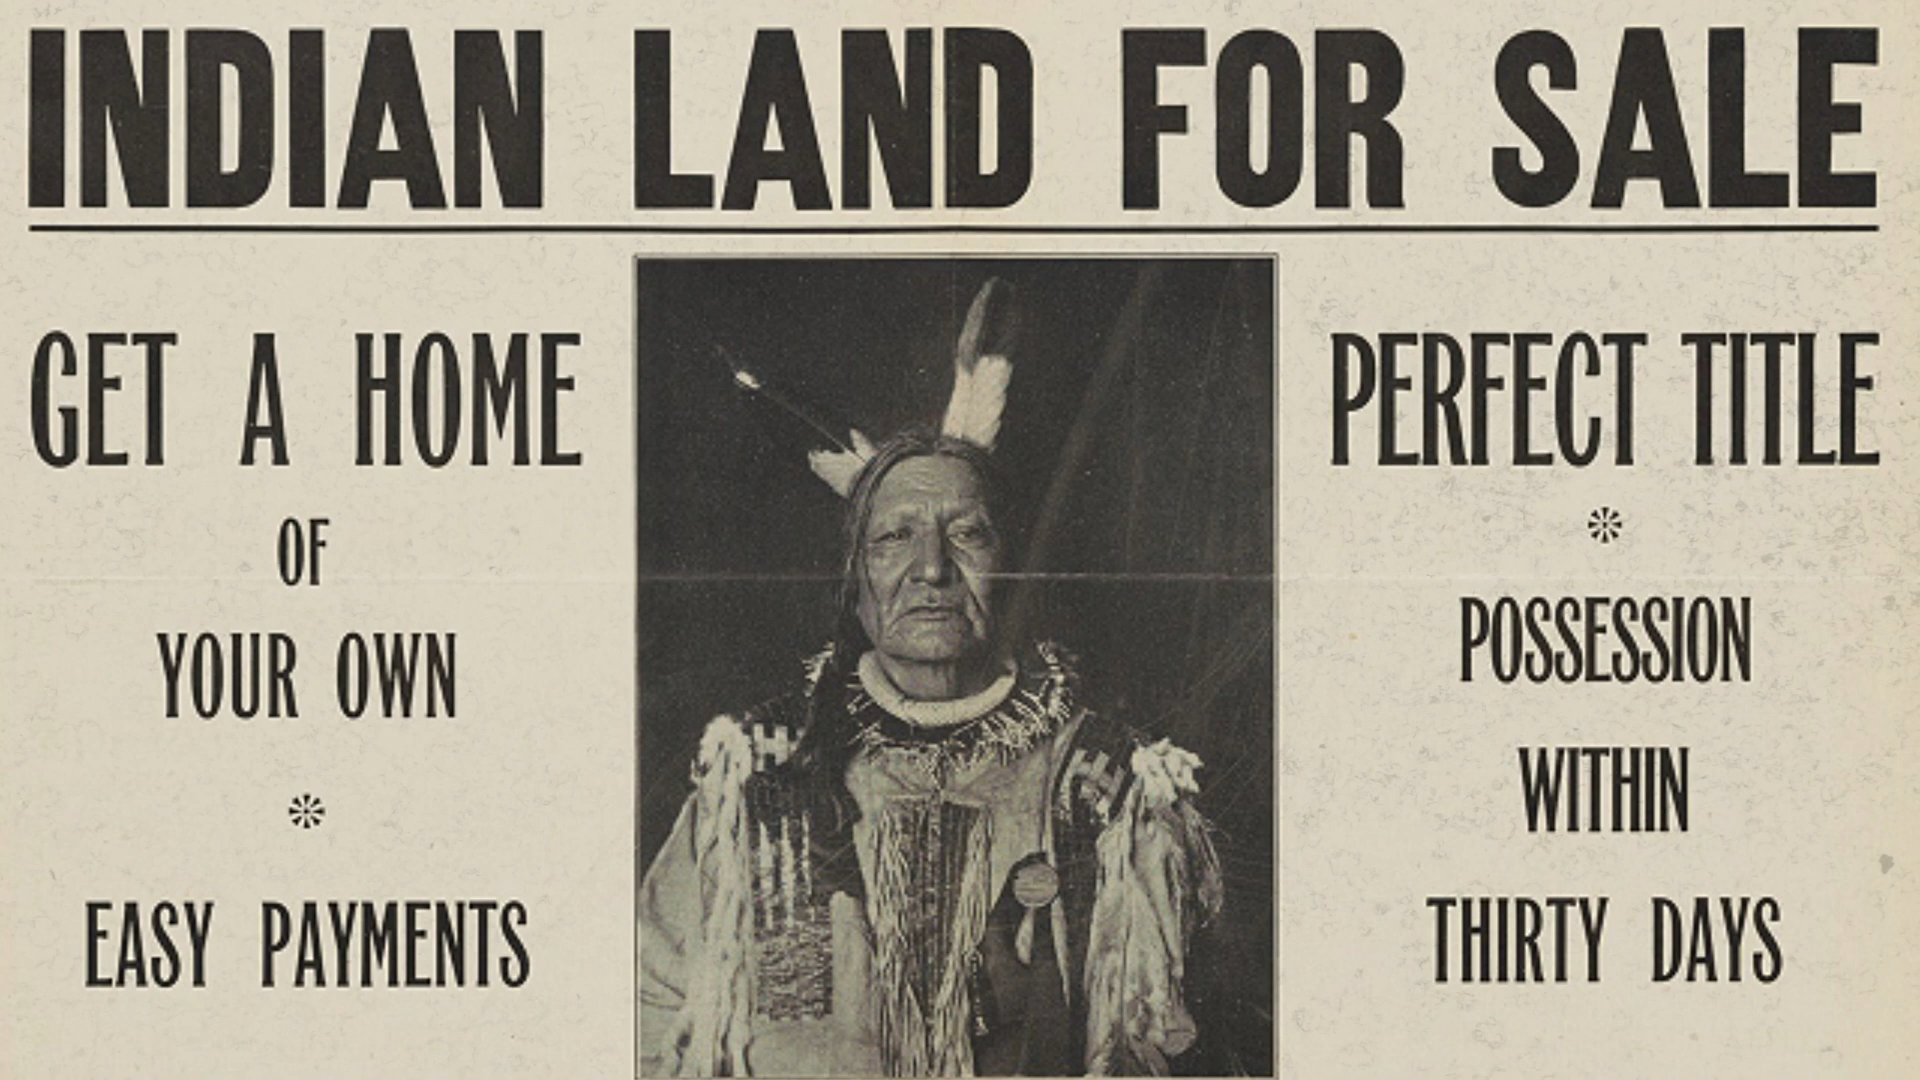 INDIAN LAND FOR SALE
GET A HOME
OF
YOUR OWN
EASY PAYMENTS
PERFECT TITLE
POSSESSION
WITHIN
THIRTY DAYS